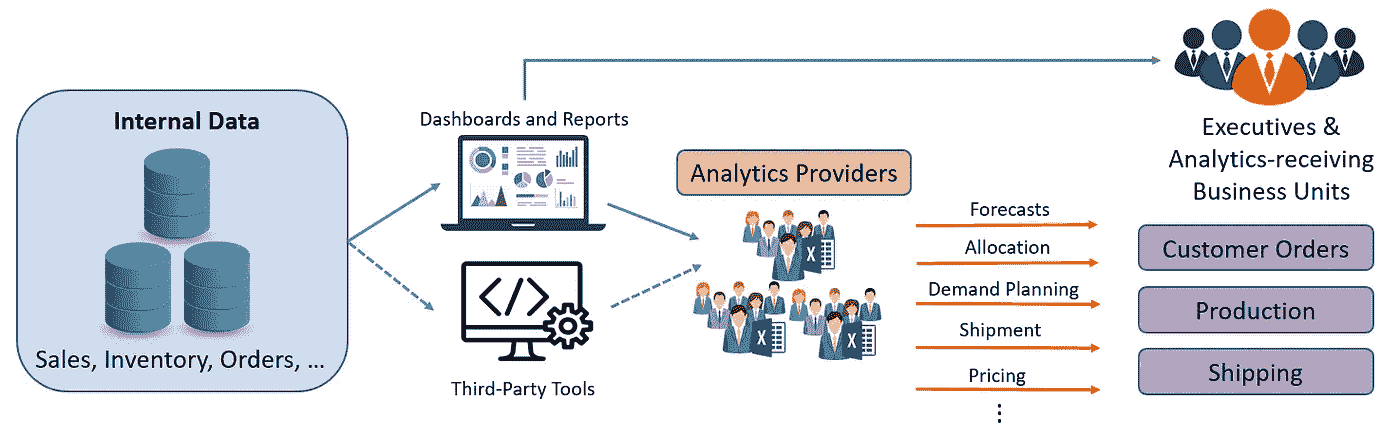 Internal Data
Sales, Inventory, Orders, ...
Dashboards and Reports
</>
Third-Party Tools
Analytics Providers
X
X
X
Forecasts
Allocation
Demand Planning
Shipment
Pricing
⋮
Executives &
Analytics-receiving
Business Units
Customer Orders
Production
Shipping